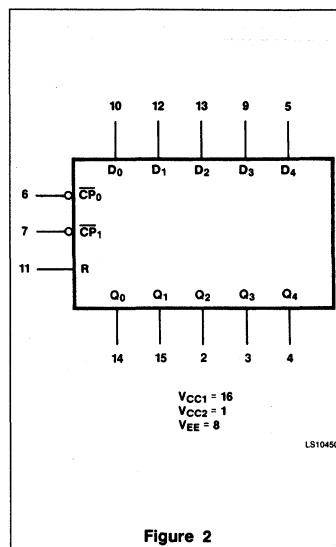 10 12 13 9 5
D0 D1 D2 D3 D4
6 CP0
7 CP1
11 R
Q0 Q1 Q2 Q3 Q4
14 15 2 3 4
VCC1 = 16
VCC2 = 1
VEE = 8
LS10450
Figure 2